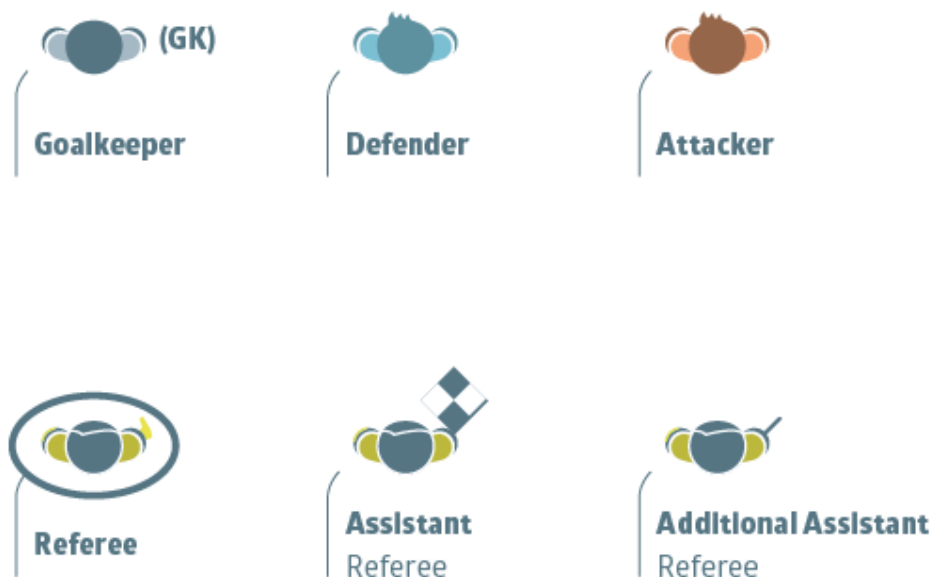 (GK)
Goalkeeper
Defender
Attacker
Referee
Assistant
Referee
Additional Assistant
Referee